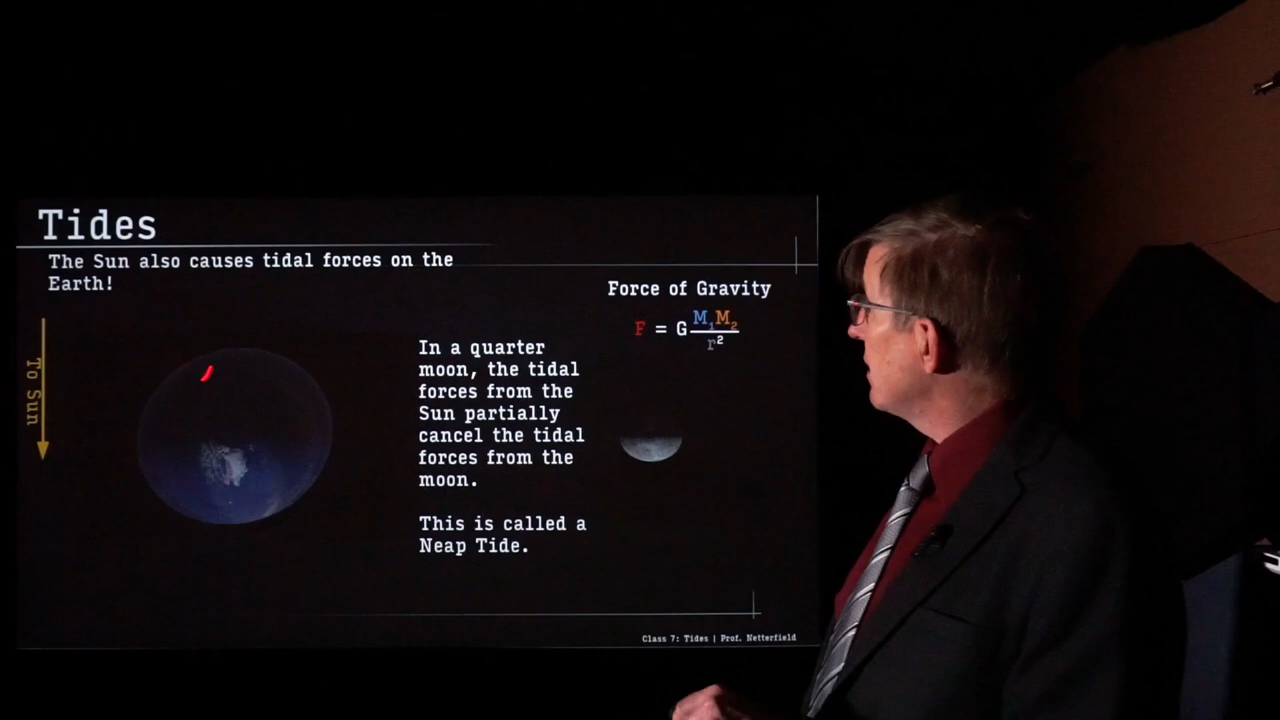 Tides
The Sun also causes tidal forces on the
Earth!
Force of Gravity
F = G M₁M₂ / r²
To Sun
In a quarter
moon, the tidal
forces from the
Sun partially
cancel the tidal
forces from the
moon.
This is called a
Neap Tide.
Class 7: Tides | Prof. Netterfield